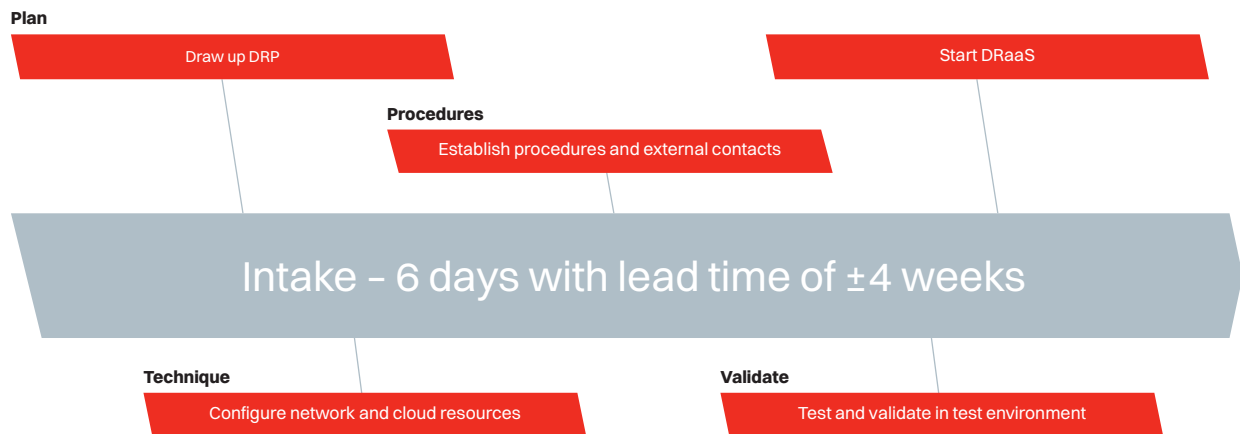 Plan
Draw up DRP
Start DRaaS
Procedures
Establish procedures and external contacts
Intake – 6 days with lead time of ±4 weeks
Technique
Configure network and cloud resources
Validate
Test and validate in test environment